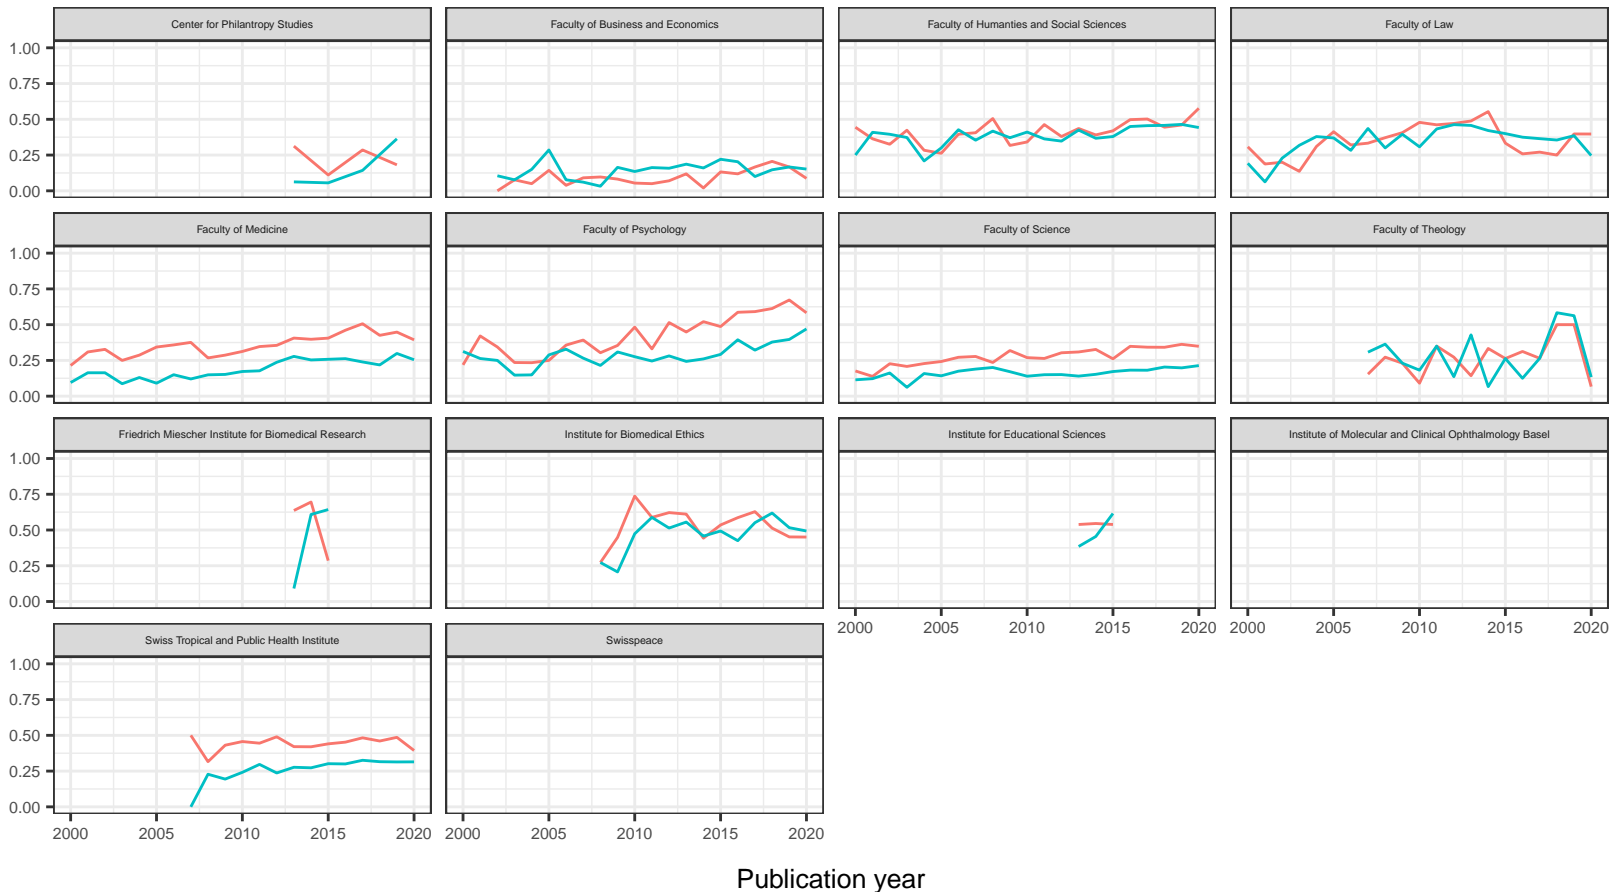 Center for Philantropy Studies
Faculty of Business and Economics
Faculty of Humanties and Social Sciences
Faculty of Law
1.00
0.75
0.50
0.25
0.00
Faculty of Medicine
Faculty of Psychology
Faculty of Science
Faculty of Theology
1.00
0.75
0.50
0.25
0.00
Friedrich Miescher Institute for Biomedical Research
Institute for Biomedical Ethics
Institute for Educational Sciences
Institute of Molecular and Clinical Ophthalmology Basel
1.00
0.75
0.50
0.25
0.00
2000 2005 2010 2015 2020
2000 2005 2010 2015 2020
Swiss Tropical and Public Health Institute
Swisspeace
1.00
0.75
0.50
0.25
0.00
2000 2005 2010 2015 2020
2000 2005 2010 2015 2020
Publication year